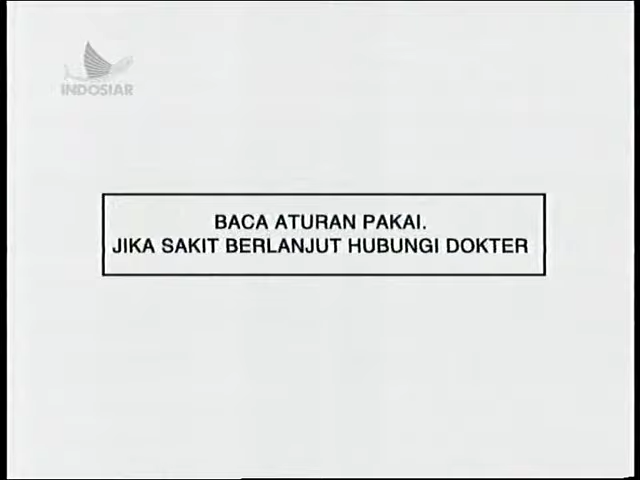 INDOSIAR
BACA ATURAN PAKAI.
JIKA SAKIT BERLANJUT HUBUNGI DOKTER